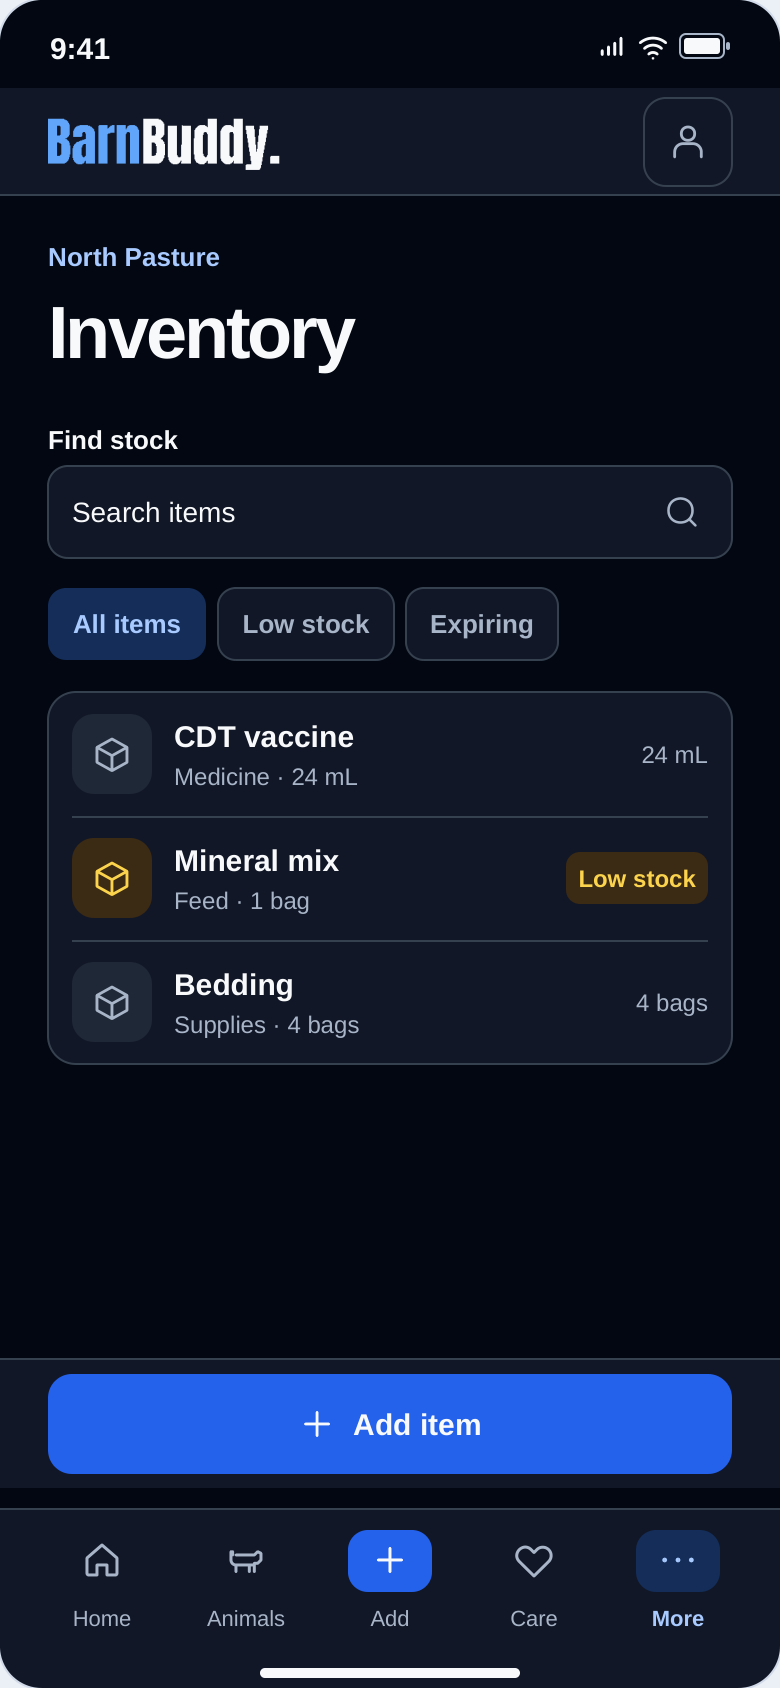 9:41
BarnBuddy.
North Pasture
Inventory
Find stock
Search items
All items
Low stock
Expiring
CDT vaccine
Medicine · 24 mL
24 mL
Mineral mix
Feed · 1 bag
Low stock
Bedding
Supplies · 4 bags
4 bags
Add item
Home
Animals
Add
Care
More